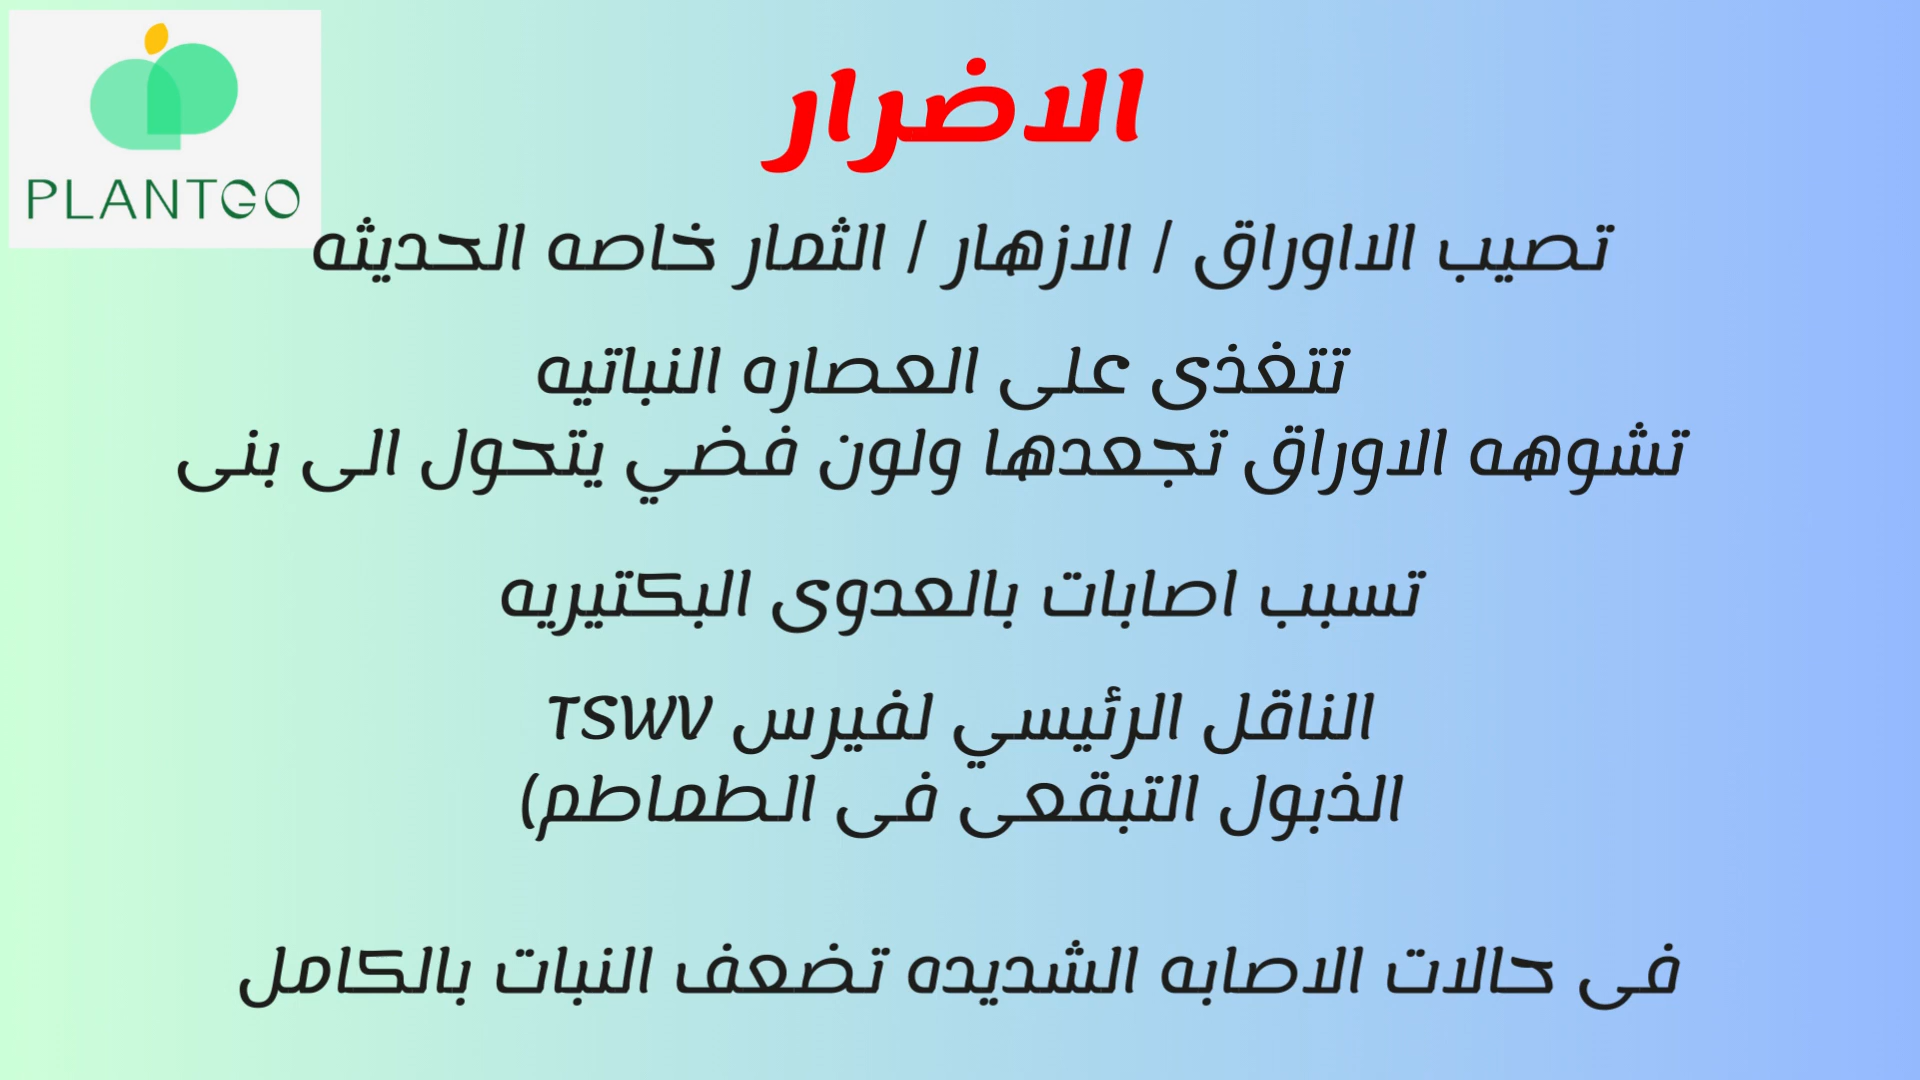 PLANTGO
الاضرار
تصيب الااوراق / الازهار / الثمار خاصه الحديثه
تتغذى على العصاره النباتيه
تشوهه الاوراق تجعدها ولون فضي يتحول الى بنى
تسبب اصابات بالعدوى البكتيريه
الناقل الرئيسي لفيرس TSWV
الذبول التبقعى فى الطماطم)
فى حالات الاصابه الشديده تضعف النبات بالكامل